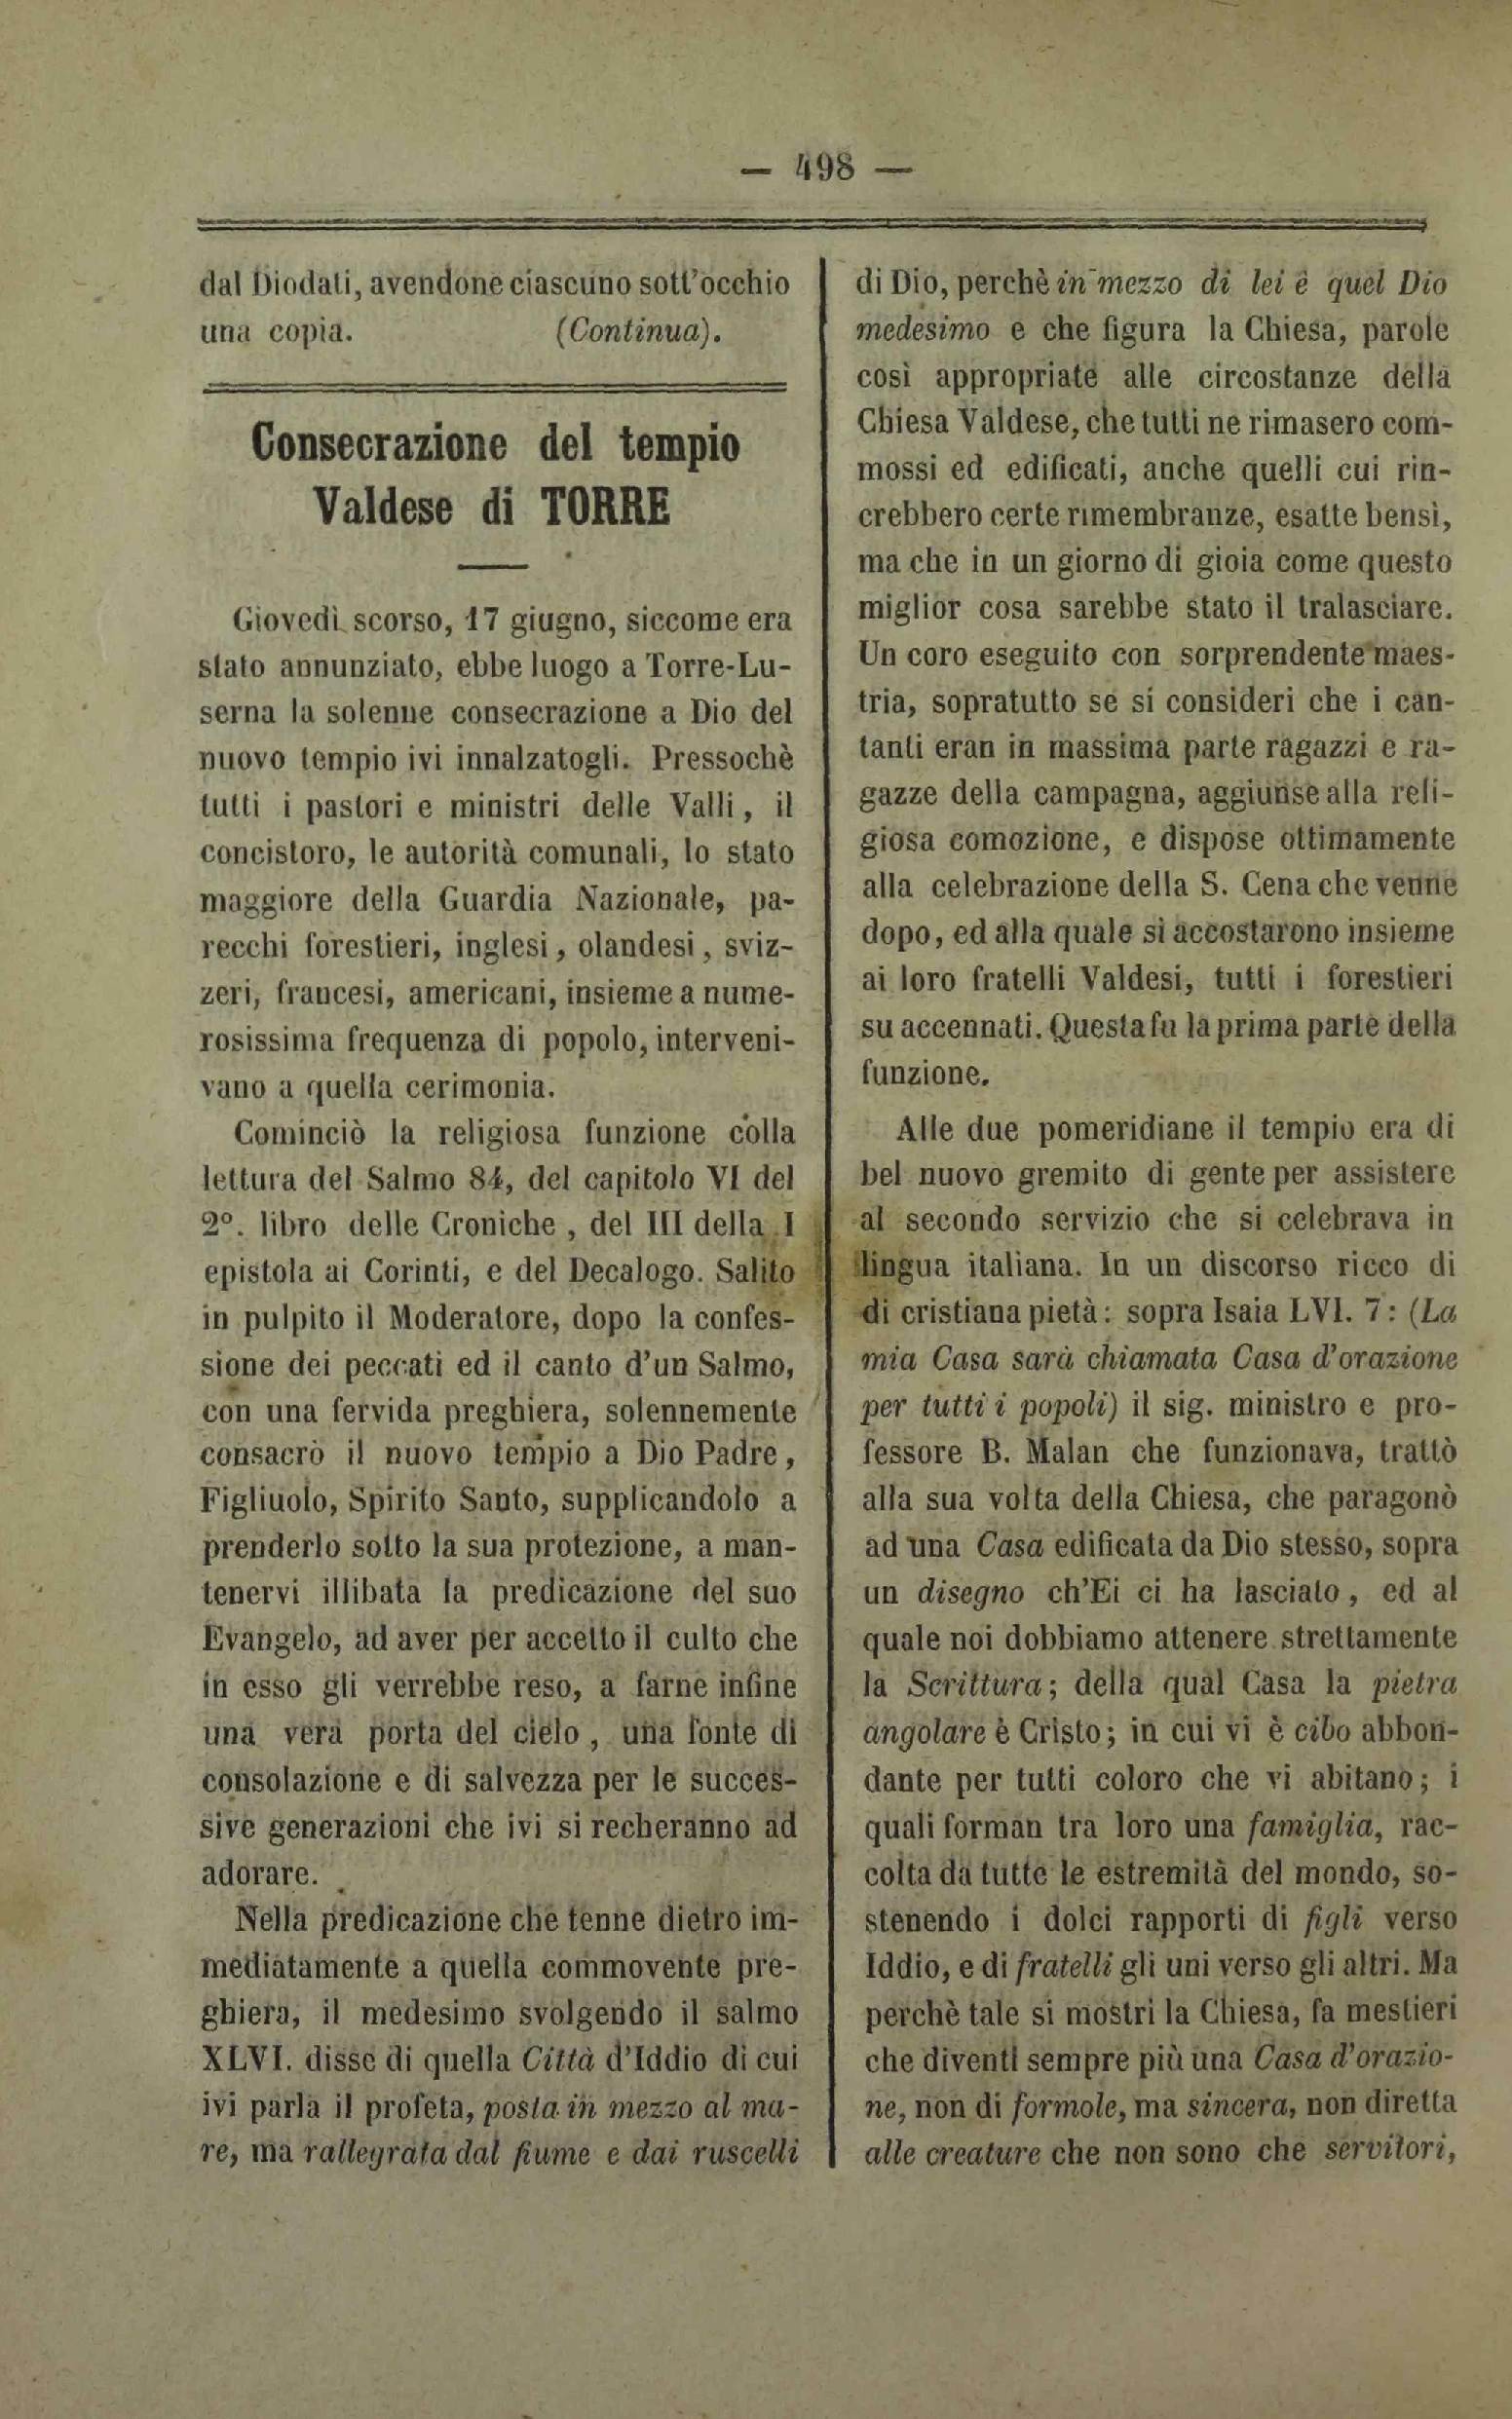 — 498 —
dal Diodati, avendone ciascuno sott'occhio
una copia. (Continua).
Consecrazione del tempio
Valdese di TORRE
Giovedì scorso, 17 giugno, siccome era
stato annunziato, ebbe luogo a Torre-Lu-
serna la solenne consecrazione a Dio del
nuovo tempio ivi innalzatogli. Pressochè
tutti i pastori e ministri delle Valli, il
concistoro, le autorità comunali, lo stato
maggiore della Guardia Nazionale, pa-
recchi forestieri, inglesi, olandesi, sviz-
zeri, francesi, americani, insieme a nume-
rosissima frequenza di popolo, interveni-
vano a quella cerimonia.
Cominciò la religiosa funzione colla
lettura del Salmo 84, del capitolo VI del
2º. libro delle Croniche, del III della I
epistola ai Corinti, e del Decalogo. Salito
in pulpito il Moderatore, dopo la confes-
sione dei peccati ed il canto d'un Salmo,
con una fervida preghiera, solennemente
consacrò il nuovo tempio a Dio Padre,
Figliuolo, Spirito Santo, supplicandolo a
prenderlo sotto la sua protezione, a man-
tenervi illibata la predicazione del suo
Evangelo, ad aver per accetto il culto che
in esso gli verrebbe reso, a farne infine
una vera porta del cielo, una fonte di
consolazione e di salvezza per le succes-
sive generazioni che ivi si recheranno ad
adorare.
Nella predicazione che tenne dietro im-
mediatamente a quella commovente pre-
ghiera, il medesimo svolgendo il salmo
XLVI. disse di quella Città d'Iddio di cui
ivi parla il profeta, posta in mezzo al ma-
re, ma rallegrata dal fiume e dai ruscelli
di Dio, perchè in mezzo di lei è quel Dio
medesimo e che figura la Chiesa, parole
così appropriate alle circostanze della
Chiesa Valdese, che tutti ne rimasero com-
mossi ed edificati, anche quelli cui rin-
crebbero certe rimembranze, esatte bensì,
ma che in un giorno di gioia come questo
miglior cosa sarebbe stato il tralasciare.
Un coro eseguito con sorprendente maes-
tria, sopratutto se si consideri che i can-
tanti eran in massima parte ragazzi e ra-
gazze della campagna, aggiunse alla reli-
giosa comozione, e dispose ottimamente
alla celebrazione della S. Cena che venne
dopo, ed alla quale si accostarono insieme
ai loro fratelli Valdesi, tutti i forestieri
su accennati. Questa fu la prima parte della
funzione.
Alle due pomeridiane il tempio era di
bel nuovo gremito di gente per assistere
al secondo servizio che si celebrava in
lingua italiana. In un discorso ricco di
di cristiana pietà: sopra Isaia LVI. 7: (La
mia Casa sarà chiamata Casa d'orazione
per tutti i popoli) il sig. ministro e pro-
fessore B. Malan che funzionava, trattò
alla sua volta della Chiesa, che paragonò
ad una Casa edificata da Dio stesso, sopra
un disegno ch'Ei ci ha lasciato, ed al
quale noi dobbiamo attenere strettamente
la Scrittura; della qual Casa la pietra
angolare è Cristo; in cui vi è cibo abbon-
dante per tutti coloro che vi abitano; i
quali forman tra loro una famiglia, rac-
colta da tutte le estremità del mondo, so-
stenendo i dolci rapporti di figli verso
Iddio, e di fratelli gli uni verso gli altri. Ma
perchè tale si mostri la Chiesa, fa mestieri
che diventi sempre più una Casa d'orazio-
ne, non di formole, ma sincera, non diretta
alle creature che non sono che servitori,